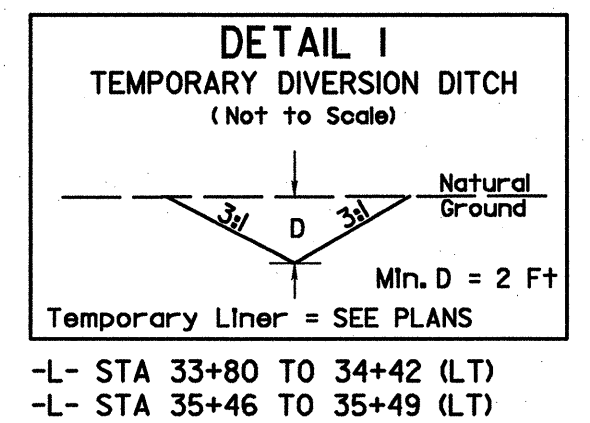 DETAIL 1
TEMPORARY DIVERSION DITCH
(Not to Scale)
Natural
Ground
3:1
D
3:1
Min. D = 2 Ft
Temporary Liner = SEE PLANS
-L- STA 33+80 TO 34+42 (LT)
-L- STA 35+46 TO 35+49 (LT)